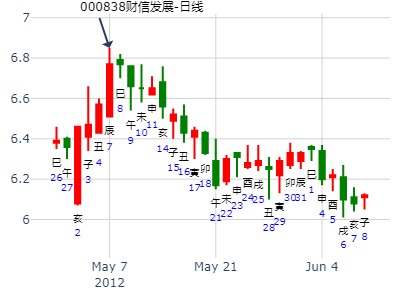 000838财信发展-日线
7
6.8
6.6
6.4
6.2
6
巳
26
午
27
亥
2
子
3
丑
4
辰
7
巳
8
午
9
未
10
申
11
亥
14
子
15
丑
16
寅
17
卯
18
午
21
未
22
申
23
酉
24
戌
25
丑
28
寅
29
卯
30
辰
31
巳
1
申
4
酉
5
戌
6
亥
7
子
8
May 7
2012
May 21
Jun 4